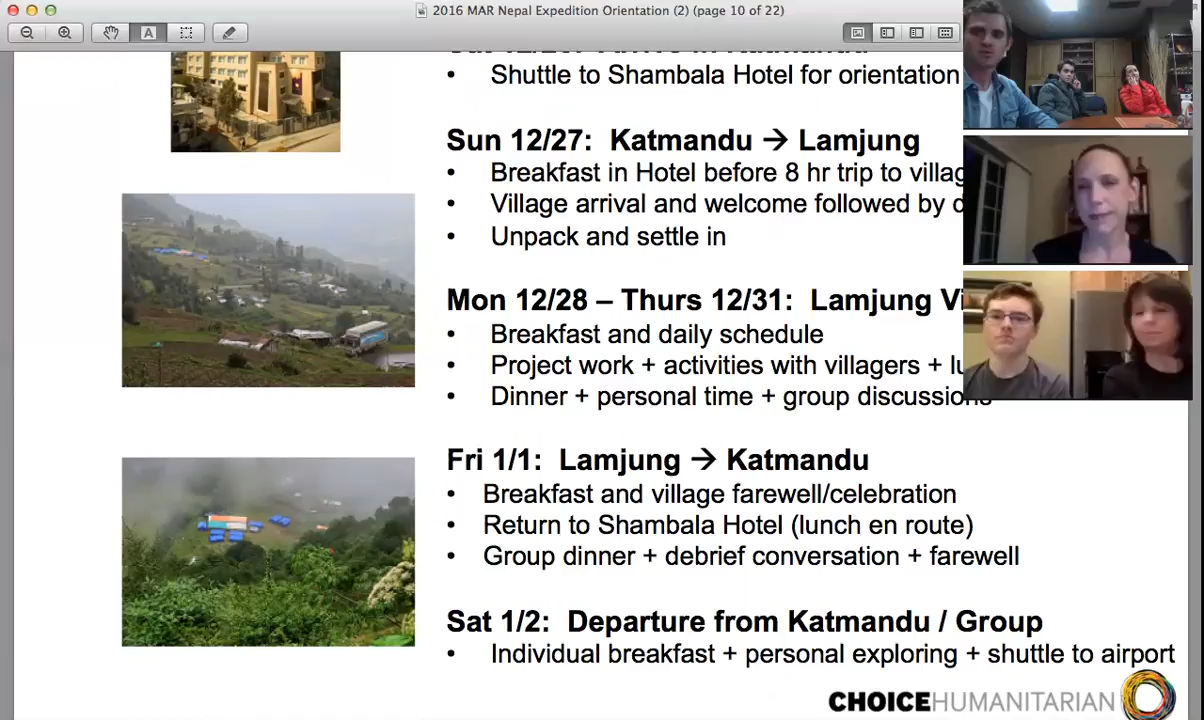 2016 MAR Nepal Expedition Orientation (2) (page 10 of 22)
• Shuttle to Shambala Hotel for orientation
Sun 12/27: Katmandu → Lamjung
• Breakfast in Hotel before 8 hr trip to villag
• Village arrival and welcome followed by d
• Unpack and settle in
Mon 12/28 – Thurs 12/31: Lamjung Vi
• Breakfast and daily schedule
• Project work + activities with villagers + lu
• Dinner + personal time + group discussions
Fri 1/1: Lamjung → Katmandu
• Breakfast and village farewell/celebration
• Return to Shambala Hotel (lunch en route)
• Group dinner + debrief conversation + farewell
Sat 1/2: Departure from Katmandu / Group
• Individual breakfast + personal exploring + shuttle to airport
CHOICEHUMANITARIAN